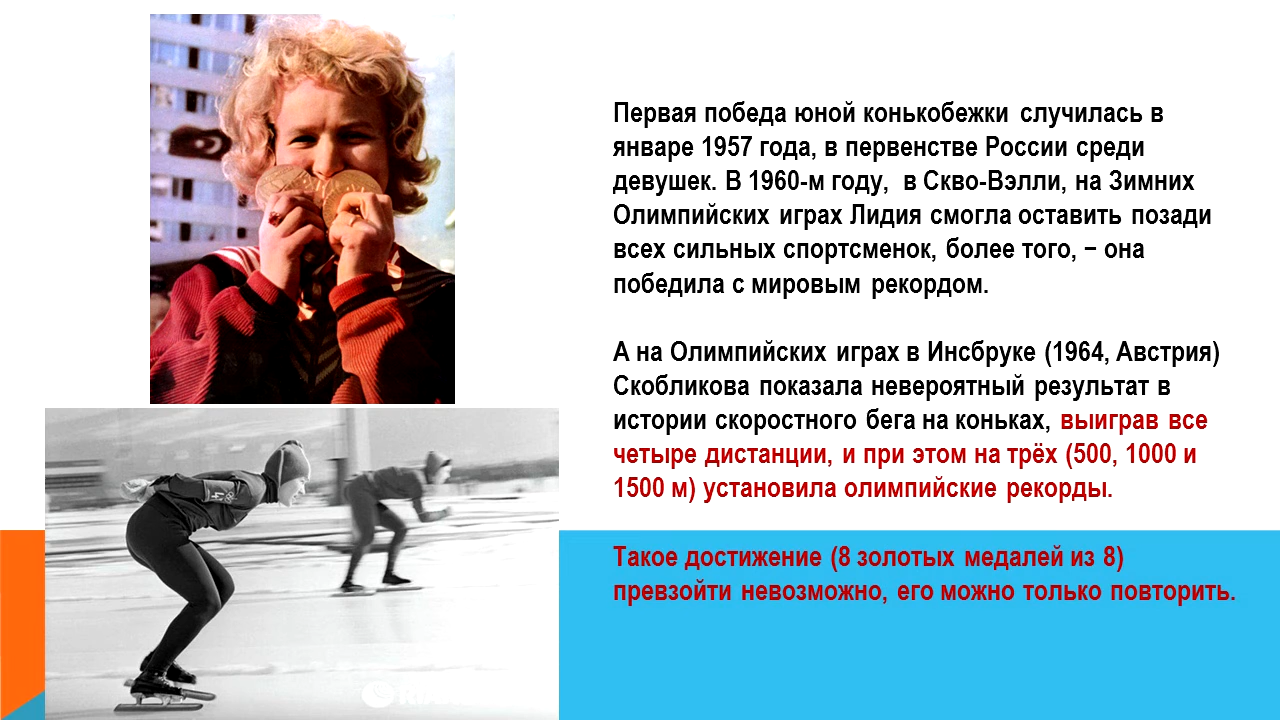 Первая победа юной конькобежки случилась в
январе 1957 года, в первенстве России среди
девушек. В 1960-м году, в Скво-Вэлли, на Зимних
Олимпийских играх Лидия смогла оставить позади
всех сильных спортсменок, более того, – она
победила с мировым рекордом.
А на Олимпийских играх в Инсбруке (1964, Австрия)
Скобликова показала невероятный результат в
истории скоростного бега на коньках, выиграв все
четыре дистанции, и при этом на трёх (500, 1000 и
1500 м) установила олимпийские рекорды.
Такое достижение (8 золотых медалей из 8)
превзойти невозможно, его можно только повторить.